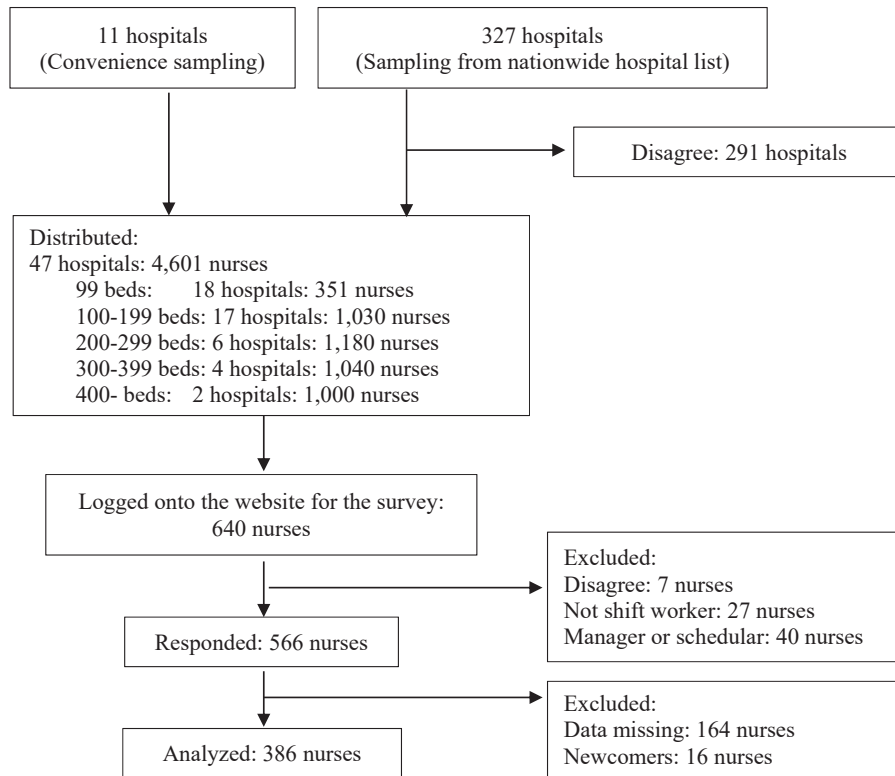 11 hospitals
(Convenience sampling)
327 hospitals
(Sampling from nationwide hospital list)
Disagree: 291 hospitals
Distributed:
47 hospitals: 4,601 nurses
99 beds: 18 hospitals: 351 nurses
100-199 beds: 17 hospitals: 1,030 nurses
200-299 beds: 6 hospitals: 1,180 nurses
300-399 beds: 4 hospitals: 1,040 nurses
400- beds: 2 hospitals: 1,000 nurses
Logged onto the website for the survey:
640 nurses
Excluded:
Disagree: 7 nurses
Not shift worker: 27 nurses
Manager or schedular: 40 nurses
Responded: 566 nurses
Excluded:
Data missing: 164 nurses
Newcomers: 16 nurses
Analyzed: 386 nurses